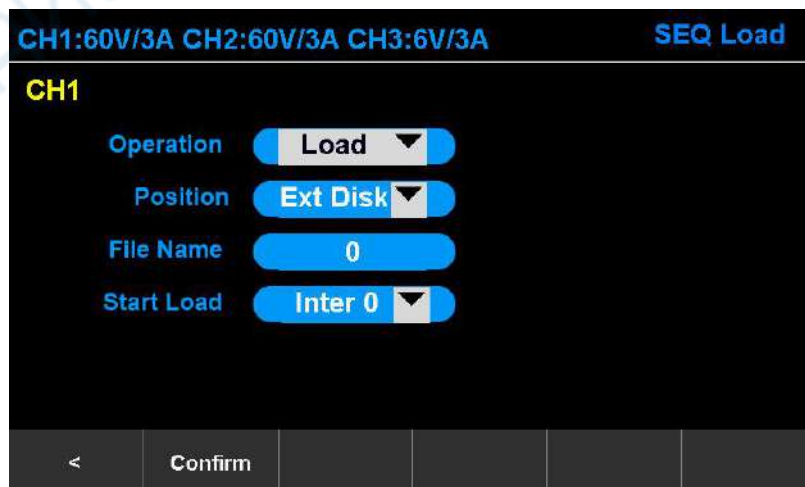 CH1:60V/3A CH2:60V/3A CH3:6V/3A SEQ Load
CH1
Operation Load
Position Ext Disk
File Name 0
Start Load Inter 0
< Confirm